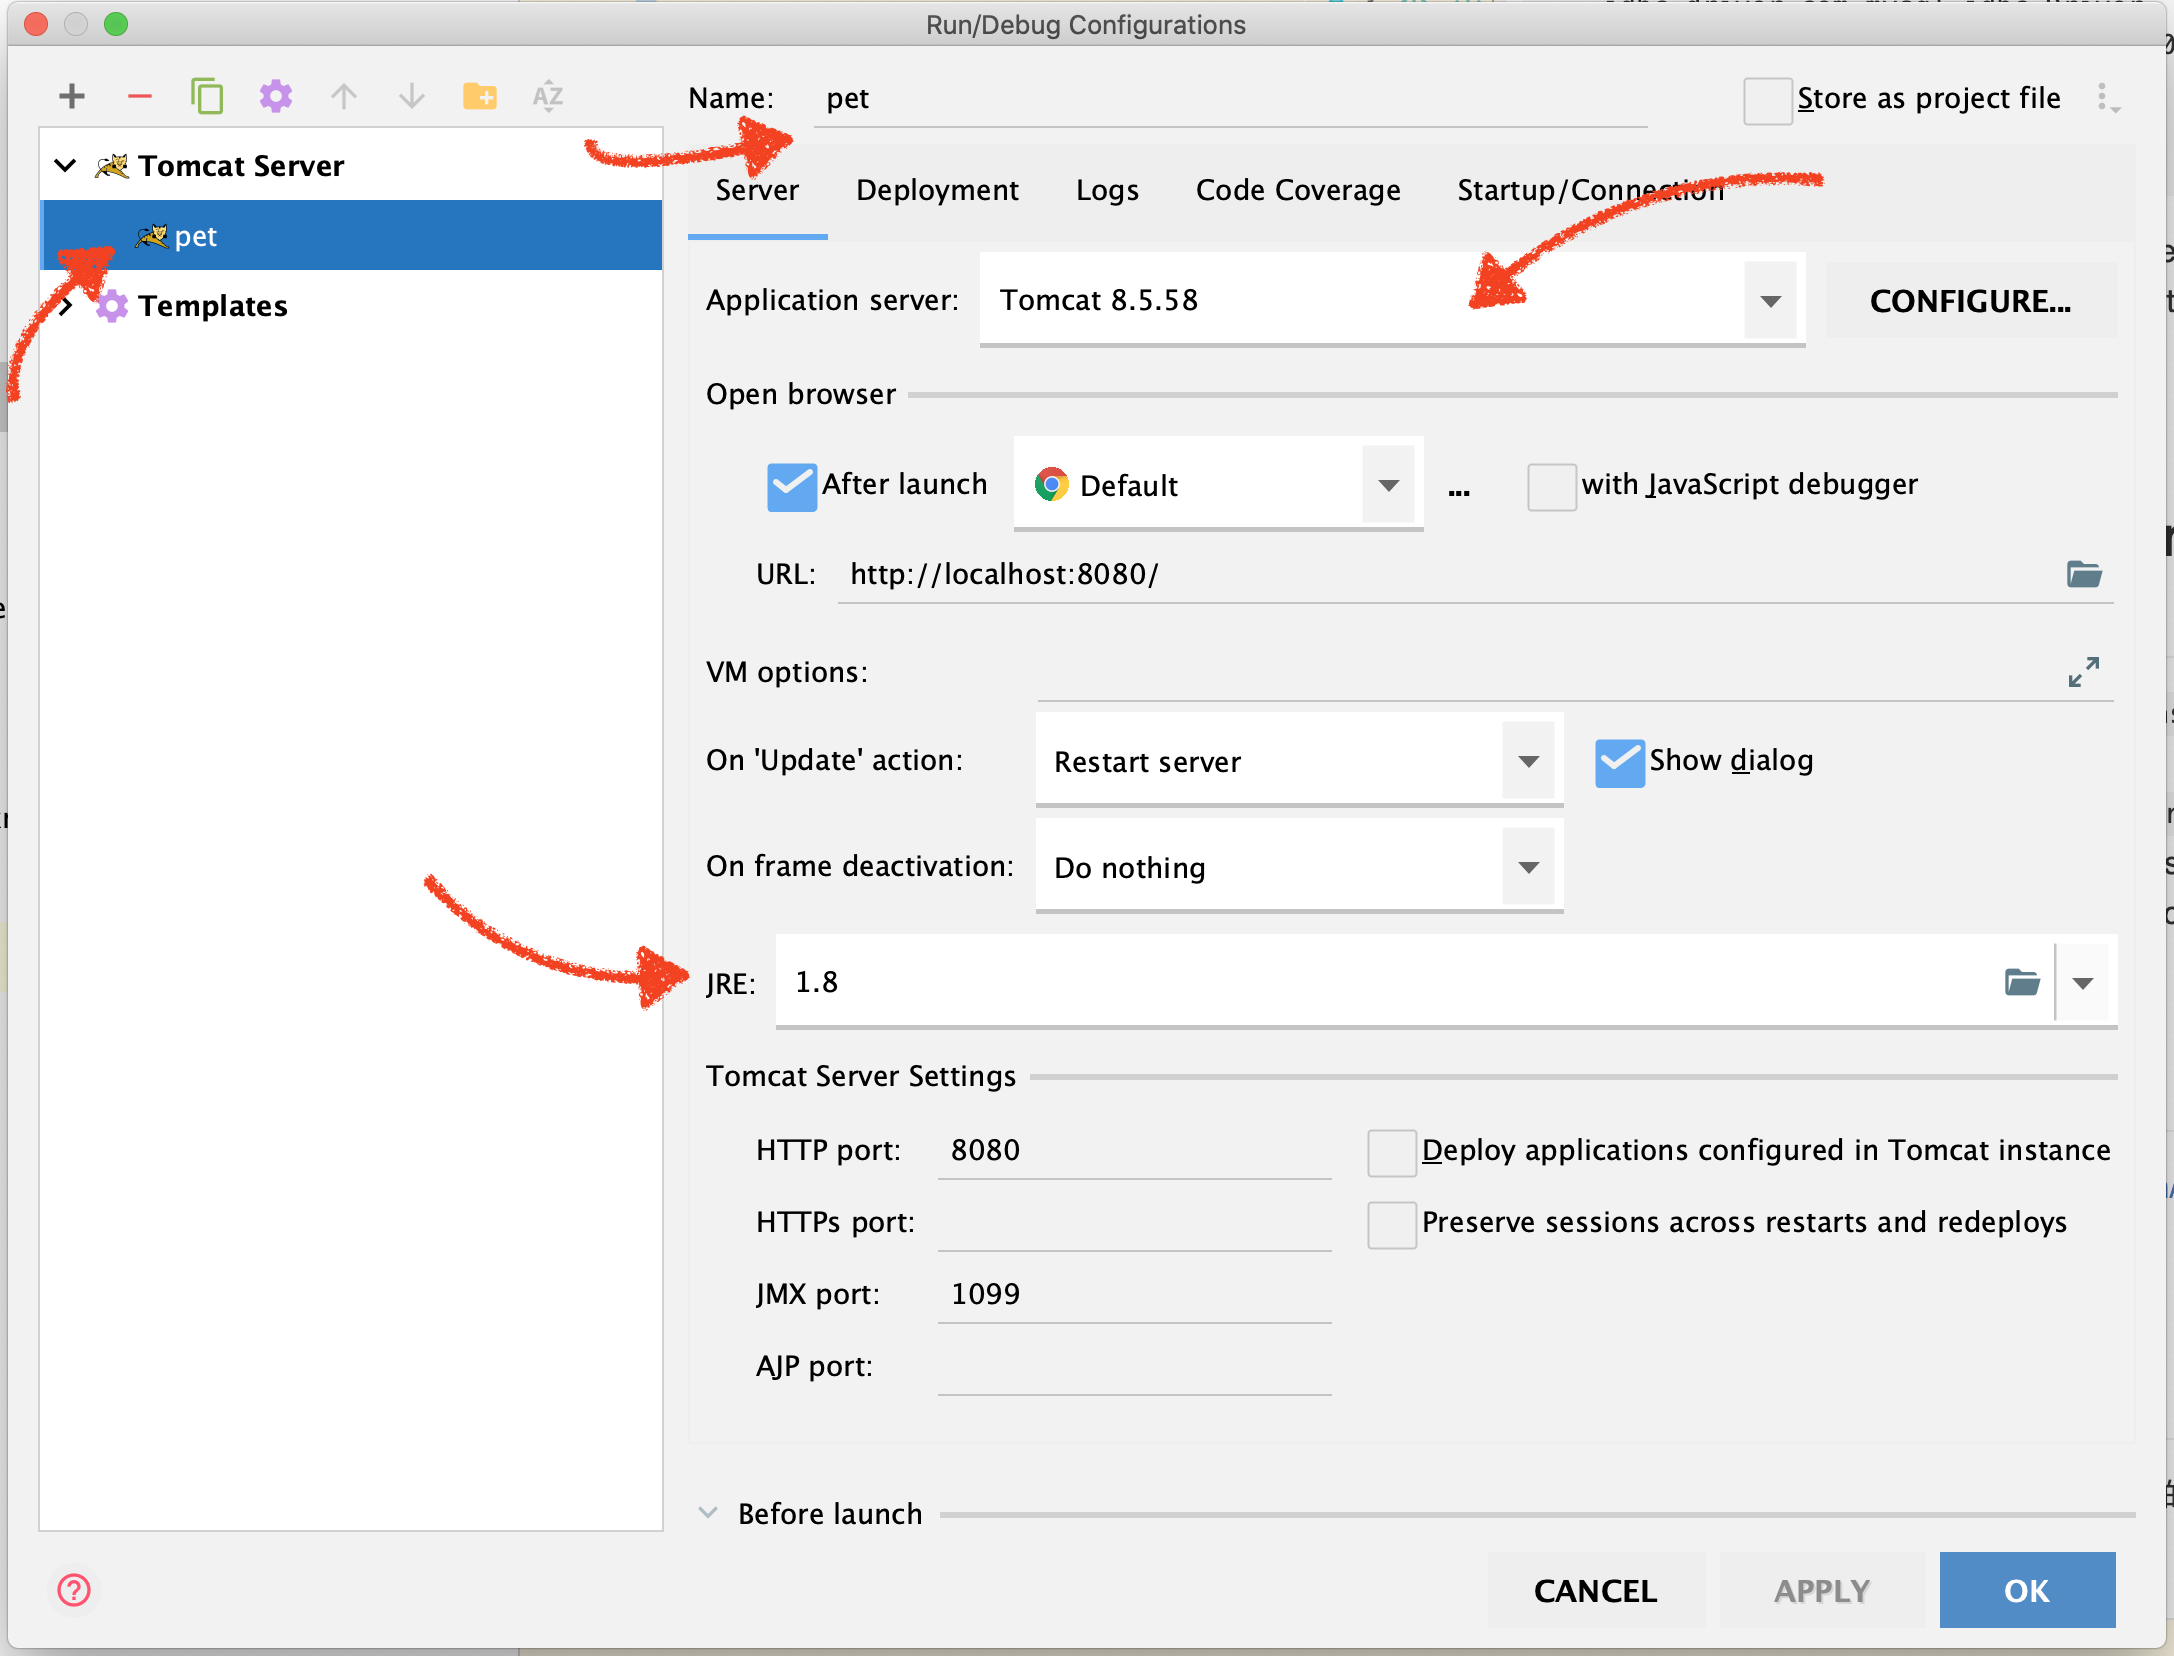 Run/Debug Configurations
AZ
Name: pet
Store as project file
Tomcat Server
pet
Templates
Server Deployment Logs Code Coverage Startup/Connection
Application server: Tomcat 8.5.58 CONFIGURE...
Open browser
After launch Default ... with JavaScript debugger
URL: http://localhost:8080/
VM options:
On 'Update' action: Restart server Show dialog
On frame deactivation: Do nothing
JRE: 1.8
Tomcat Server Settings
HTTP port: 8080 Deploy applications configured in Tomcat instance
HTTPs port: Preserve sessions across restarts and redeploys
JMX port: 1099
AJP port:
Before launch
? CANCEL APPLY OK